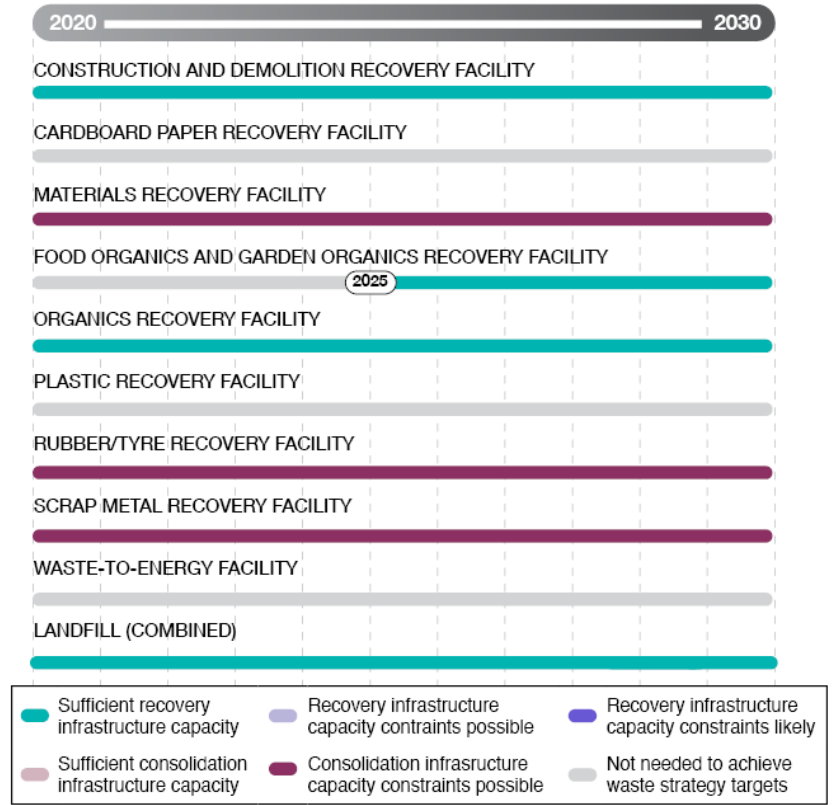 2020 2030
CONSTRUCTION AND DEMOLITION RECOVERY FACILITY
CARDBOARD PAPER RECOVERY FACILITY
MATERIALS RECOVERY FACILITY
FOOD ORGANICS AND GARDEN ORGANICS RECOVERY FACILITY
2025
ORGANICS RECOVERY FACILITY
PLASTIC RECOVERY FACILITY
RUBBER/TYRE RECOVERY FACILITY
SCRAP METAL RECOVERY FACILITY
WASTE-TO-ENERGY FACILITY
LANDFILL (COMBINED)
Sufficient recovery
infrastructure capacity
Recovery infrastructure
capacity contraints possible
Recovery infrastructure
capacity constraints likely
Sufficient consolidation
infrastructure capacity
Consolidation infrasructure
capacity constraints possible
Not needed to achieve
waste strategy targets